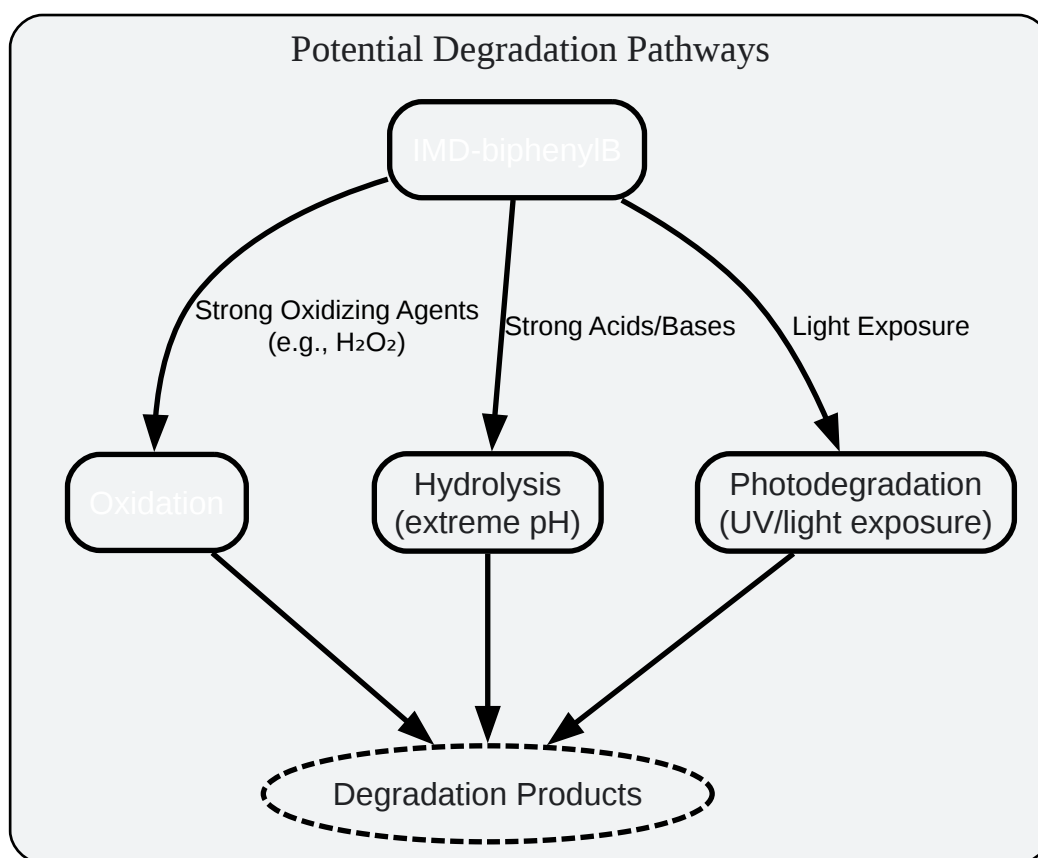 Potential Degradation Pathways
IMD-biphenylB
Strong Oxidizing Agents
(e.g., H₂O₂)
Strong Acids/Bases
Light Exposure
Oxidation
Hydrolysis
(extreme pH)
Photodegradation
(UV/light exposure)
Degradation Products